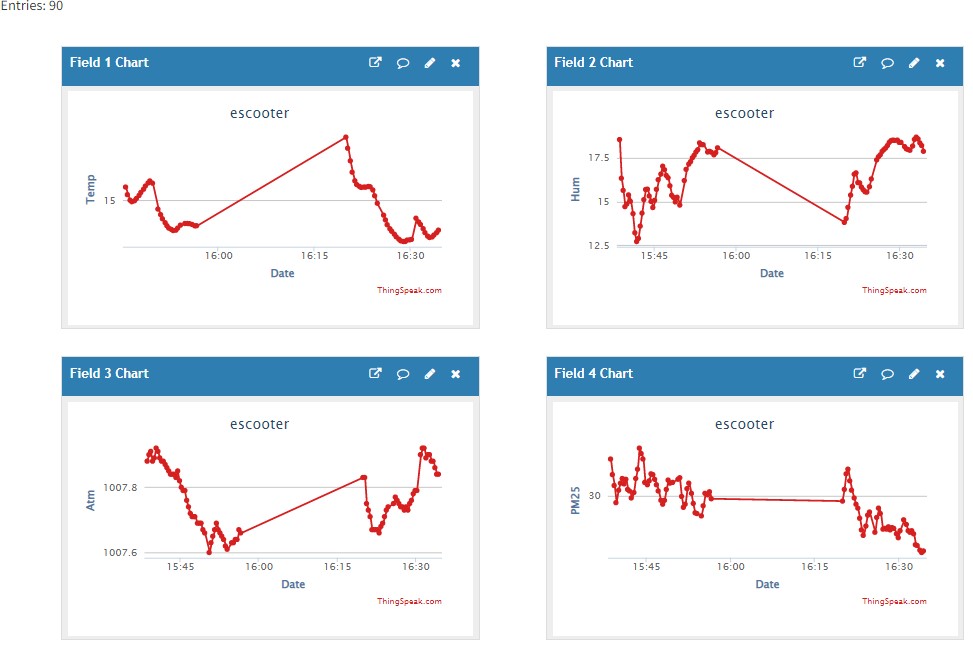 Entries: 90
Field 1 Chart
escooter
Temp
15
16:00 16:15 16:30
Date
ThingSpeak.com
Field 2 Chart
escooter
Hum
17.5
15
12.5
15:45 16:00 16:15 16:30
Date
ThingSpeak.com
Field 3 Chart
escooter
Atm
1007.8
1007.6
15:45 16:00 16:15 16:30
Date
ThingSpeak.com
Field 4 Chart
escooter
PM25
30
15:45 16:00 16:15 16:30
Date
ThingSpeak.com